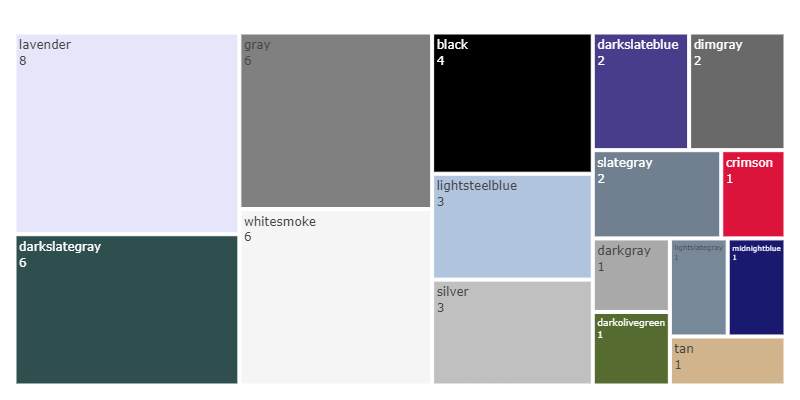 lavender
8
darkslategray
6
gray
6
whitesmoke
6
black
4
lightsteelblue
3
silver
3
darkslateblue
2
dimgray
2
slategray
2
crimson
1
darkgray
1
darkolivegreen
1
lightslategray
1
midnightblue
1
tan
1